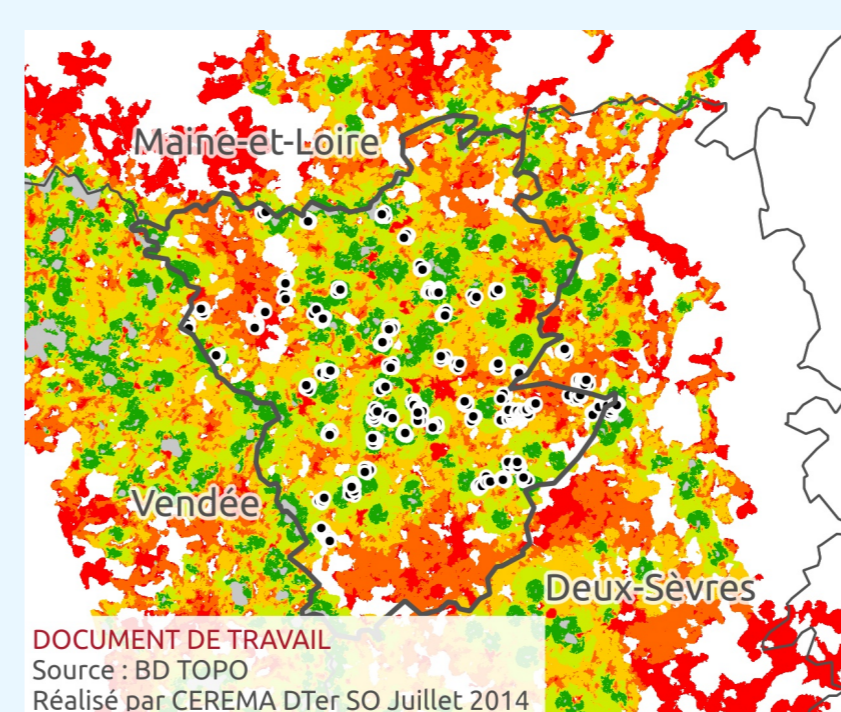 Maine-et-Loire
Vendée
Deux-Sèvres
DOCUMENT DE TRAVAIL
Source : BD TOPO
Réalisé par CEREMA DTer SO Juillet 2014